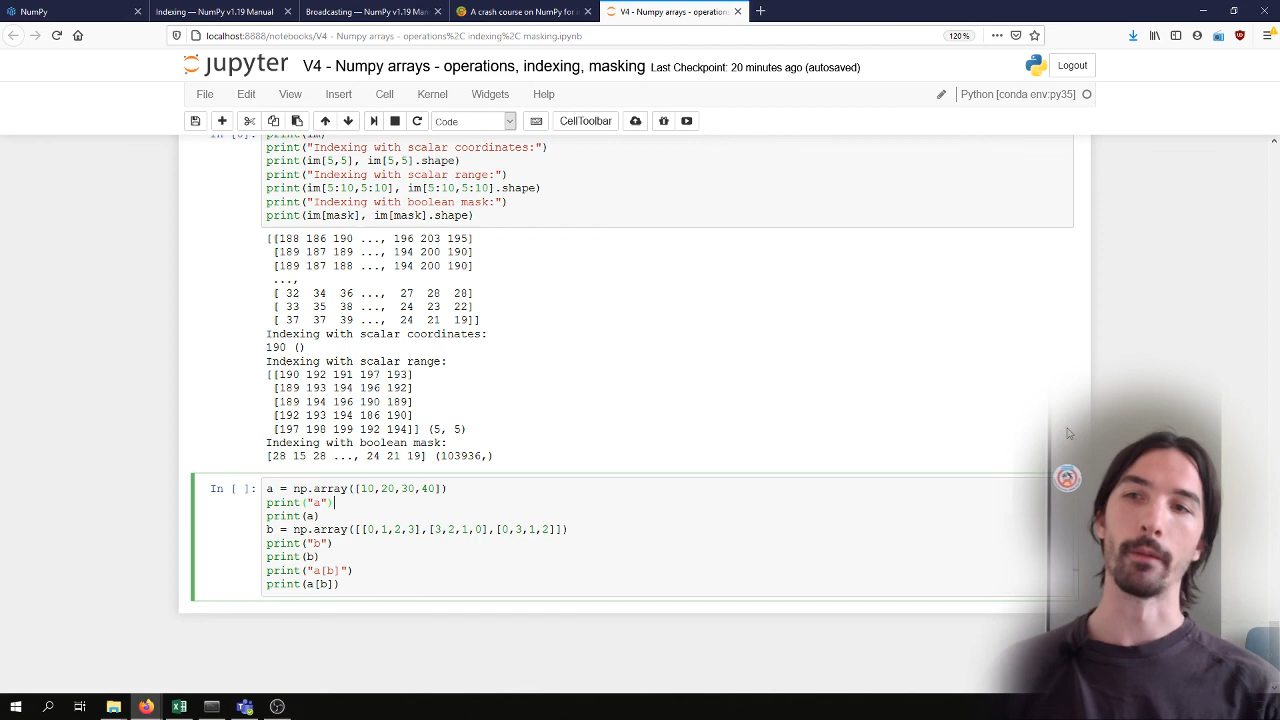 NumPy
Indexing — NumPy v1.19 Manual
Broadcasting — NumPy v1.19 Man
A crash course on NumPy for i
V4 - Numpy arrays - operations
localhost:8888/notebooks/V4 - Numpy arrays - operations%2C indexing%2C masking.ipynb
120%
jupyter V4 - Numpy arrays - operations, indexing, masking Last Checkpoint: 20 minutes ago (autosaved)
Logout
File Edit View Insert Cell Kernel Widgets Help
Python [conda env:py35]
Code
CellToolbar
print(im)
print("Indexing with scalar coordinates:")
print(im[5,5], im[5,5].shape)
print("Indexing with scalar range:")
print(im[5:10,5:10], im[5:10,5:10].shape)
print("Indexing with boolean mask:")
print(im[mask], im[mask].shape)
[[188 186 190 ..., 196 203 195]
[189 187 189 ..., 194 200 190]
[189 187 188 ..., 194 200 190]
...,
[ 32 34 36 ..., 27 28 28]
[ 33 35 38 ..., 24 23 22]
[ 37 37 39 ..., 24 21 19]]
Indexing with scalar coordinates:
190 ()
Indexing with scalar range:
[[190 192 191 197 193]
[189 193 194 196 192]
[189 194 196 190 189]
[192 193 194 186 190]
[197 198 199 192 194]] (5, 5)
Indexing with boolean mask:
[28 15 28 ..., 24 21 19] (103936,)
In [ ]: a = np.array([10,20,30,40])
print("a")
print(a)
b = np.array([[0,1,2,3],[3,2,1,0],[0,3,1,2]])
print("b")
print(b)
print("a[b]")
print(a[b])